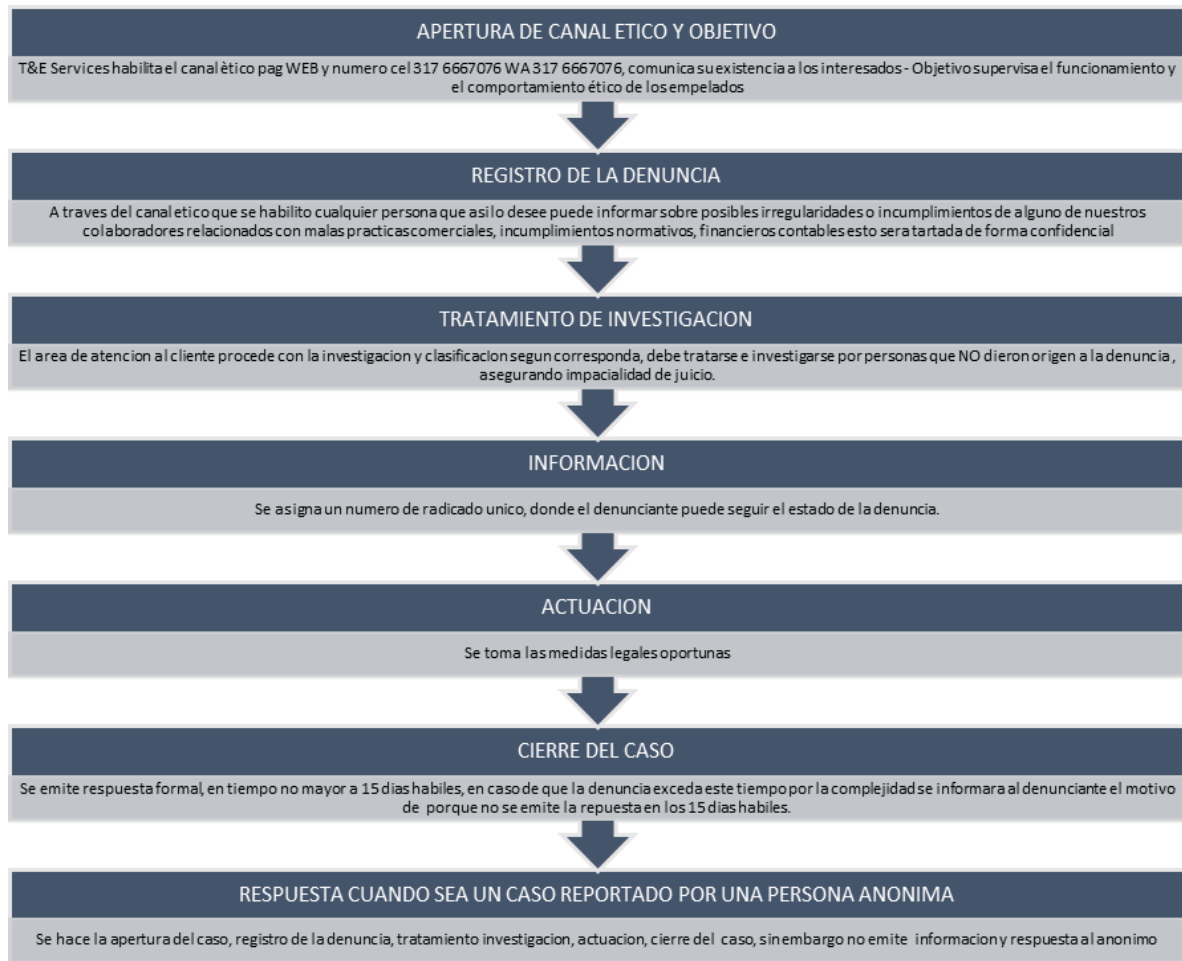 APERTURA DE CANAL ETICO Y OBJETIVO
T&E Services habilita el canal ètico pag WEB y numero cel 317 6667076 WA 317 6667076, comunica su existencia a los interesados - Objetivo supervisa el funcionamiento y
el comportamiento ético de los empelados
REGISTRO DE LA DENUNCIA
A traves del canal etico que se habilito cualquier persona que asi lo desee puede informar sobre posibles irregularidades o incumplimientos de alguno de nuestros
colaboradores relacionados con malas practicas comerciales, incumplimientos normativos, financieros contables esto sera tartada de forma confidencial
TRATAMIENTO DE INVESTIGACION
El area de atencion al cliente procede con la investigacion y clasificacion segun corresponda, debe tratarse e investigarse por personas que NO dieron origen a la denuncia ,
asegurando impacialidad de juicio.
INFORMACION
Se asigna un numero de radicado unico, donde el denunciante puede seguir el estado de la denuncia.
ACTUACION
Se toma las medidas legales oportunas
CIERRE DEL CASO
Se emite respuesta formal, en tiempo no mayor a 15 dias habiles, en caso de que la denuncia exceda este tiempo por la complejidad se informara al denunciante el motivo
de porque no se emite la repuesta en los 15 dias habiles.
RESPUESTA CUANDO SEA UN CASO REPORTADO POR UNA PERSONA ANONIMA
Se hace la apertura del caso, registro de la denuncia, tratamiento investigacion, actuacion, cierre del caso, sin embargo no emite informacion y respuesta al anonimo